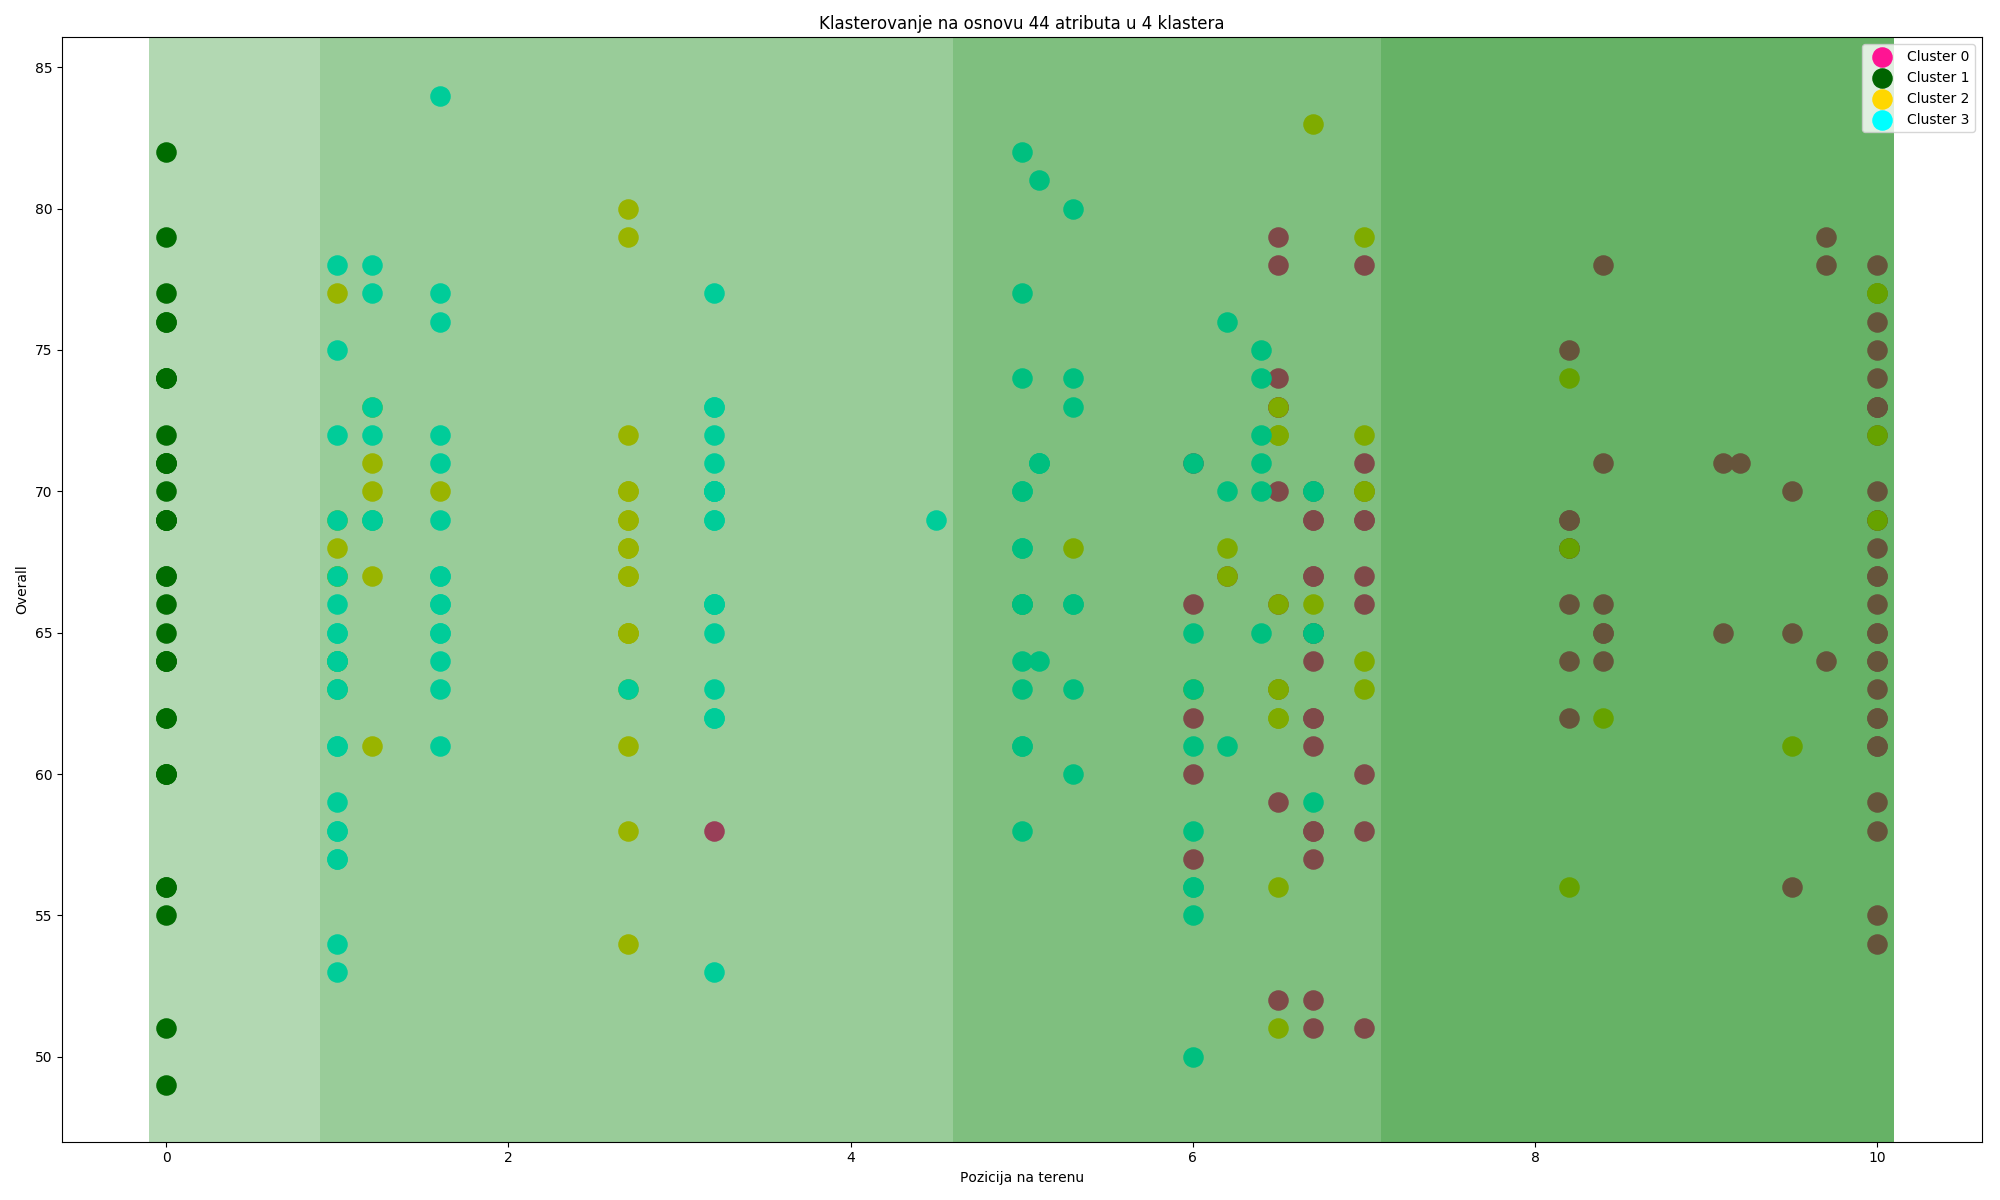 Klasterovanje na osnovu 44 atributa u 4 klastera
Cluster 0
Cluster 1
Cluster 2
Cluster 3
85
80
75
70
65
60
55
50
Overall
0 2 4 6 8 10
Pozicija na terenu